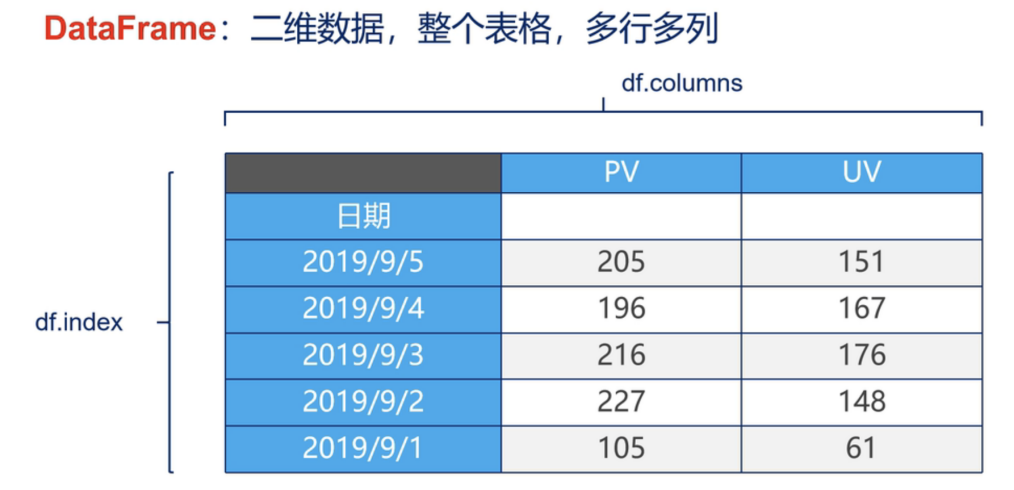 DataFrame：二维数据，整个表格，多行多列
df.columns
PV UV
日期
2019/9/5 205 151
2019/9/4 196 167
df.index
2019/9/3 216 176
2019/9/2 227 148
2019/9/1 105 61